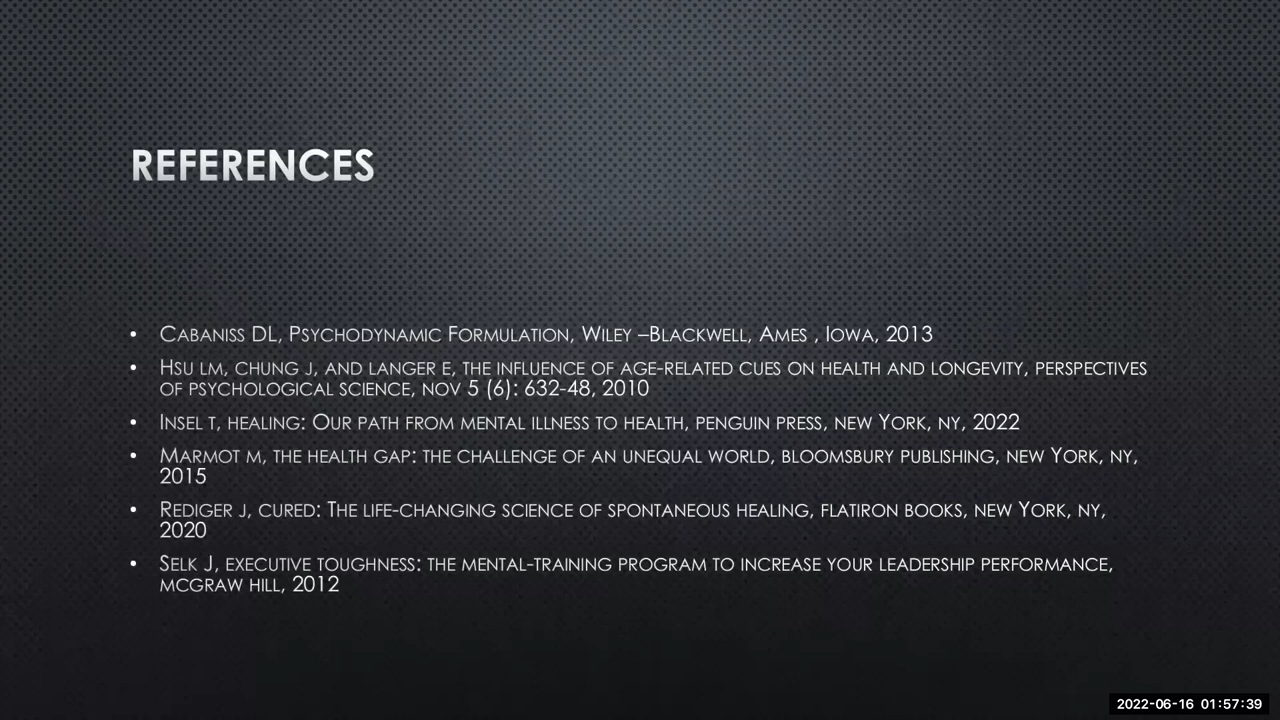 REFERENCES
• Cabaniss DL, Psychodynamic Formulation, Wiley –Blackwell, Ames , Iowa, 2013
• Hsu lm, chung j, and langer e, the influence of age-related cues on health and longevity, perspectives
of psychological science, nov 5 (6): 632-48, 2010
• Insel t, healing: Our path from mental illness to health, penguin press, new York, ny, 2022
• Marmot m, the health gap: the challenge of an unequal world, bloomsbury publishing, new York, ny,
2015
• Rediger j, cured: The life-changing science of spontaneous healing, flatiron books, new York, ny,
2020
• Selk J, executive toughness: the mental-training program to increase your leadership performance,
mcgraw hill, 2012
2022-06-16 01:57:39